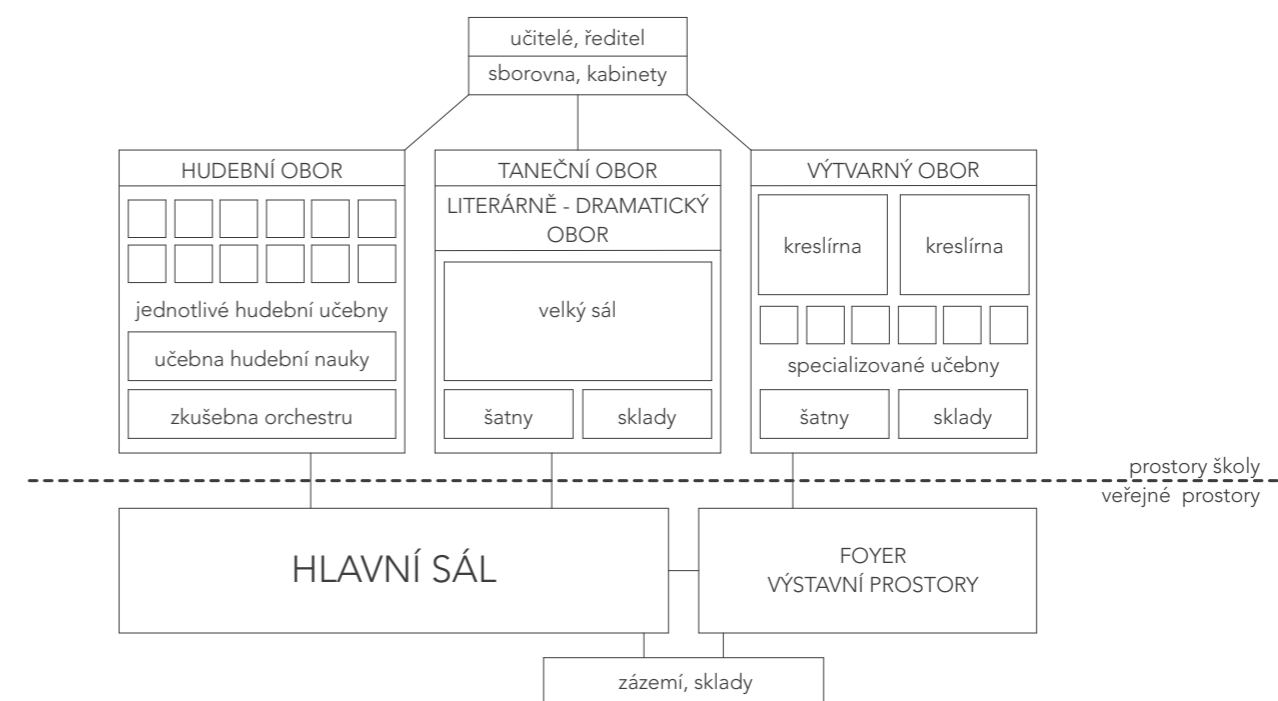 učitelé, ředitel
sborovna, kabinety
HUDEBNÍ OBOR
jednotlivé hudební učebny
učebna hudební nauky
zkušebna orchestru
TANEČNÍ OBOR
LITERÁRNĚ - DRAMATICKÝ
OBOR
velký sál
šatny
sklady
VÝTVARNÝ OBOR
kreslírna
kreslírna
specializované učebny
šatny
sklady
prostory školy
veřejné prostory
HLAVNÍ SÁL
FOYER
VÝSTAVNÍ PROSTORY
zázemí, sklady